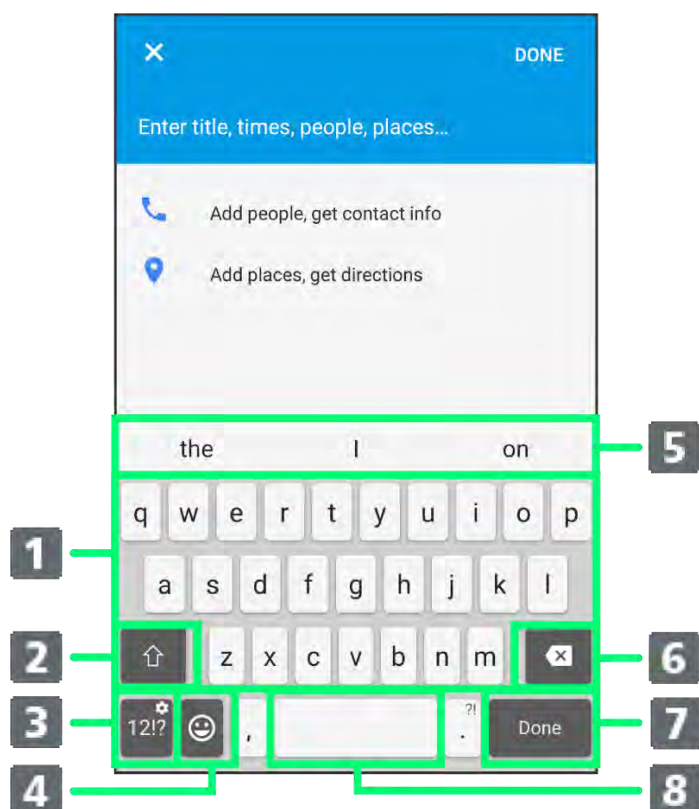 DONE
Enter title, times, people, places...
Add people, get contact info
Add places, get directions
the I on 5
q w e r t y u i o p
1
a s d f g h j k l
2 z x c v b n m 6
3 12!? , ?! . Done 7
4 8